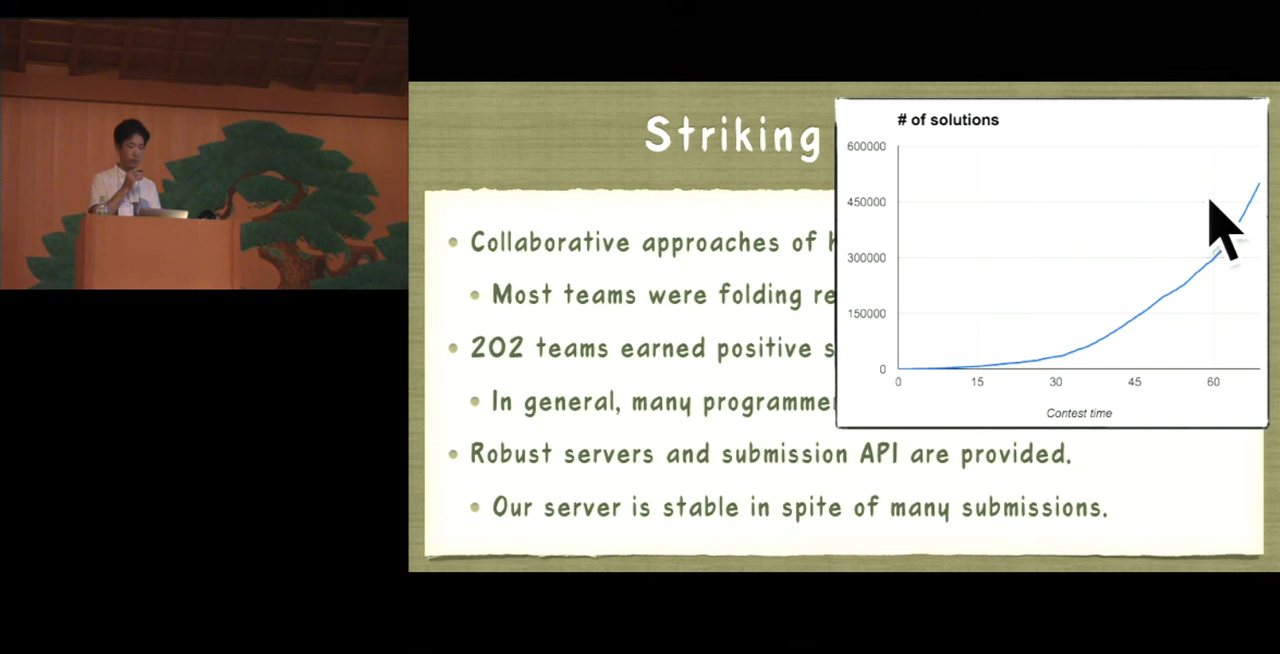 Striking
Collaborative approaches of
Most teams were folding
202 teams earned positive
In general, many
Robust servers and submission API are provided.
Our server is stable in spite of many submissions.
# of solutions
600000
450000
300000
150000
0
0 15 30 45 60
Contest time